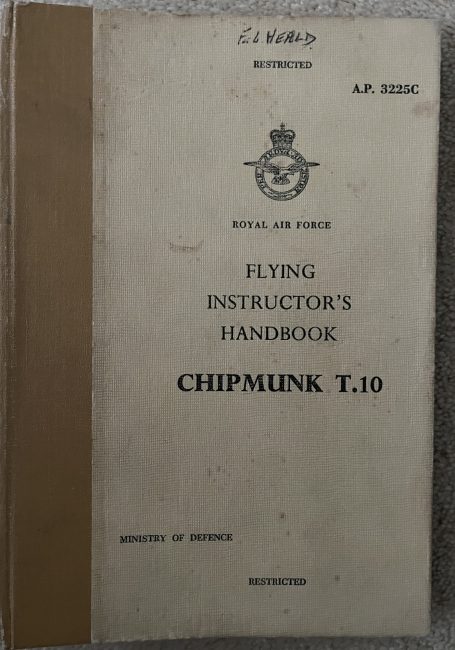 F. L HEALD.
RESTRICTED
A.P. 3225C
ROYAL AIR FORCE
FLYING
INSTRUCTOR'S
HANDBOOK
CHIPMUNK T.10
MINISTRY OF DEFENCE
RESTRICTED